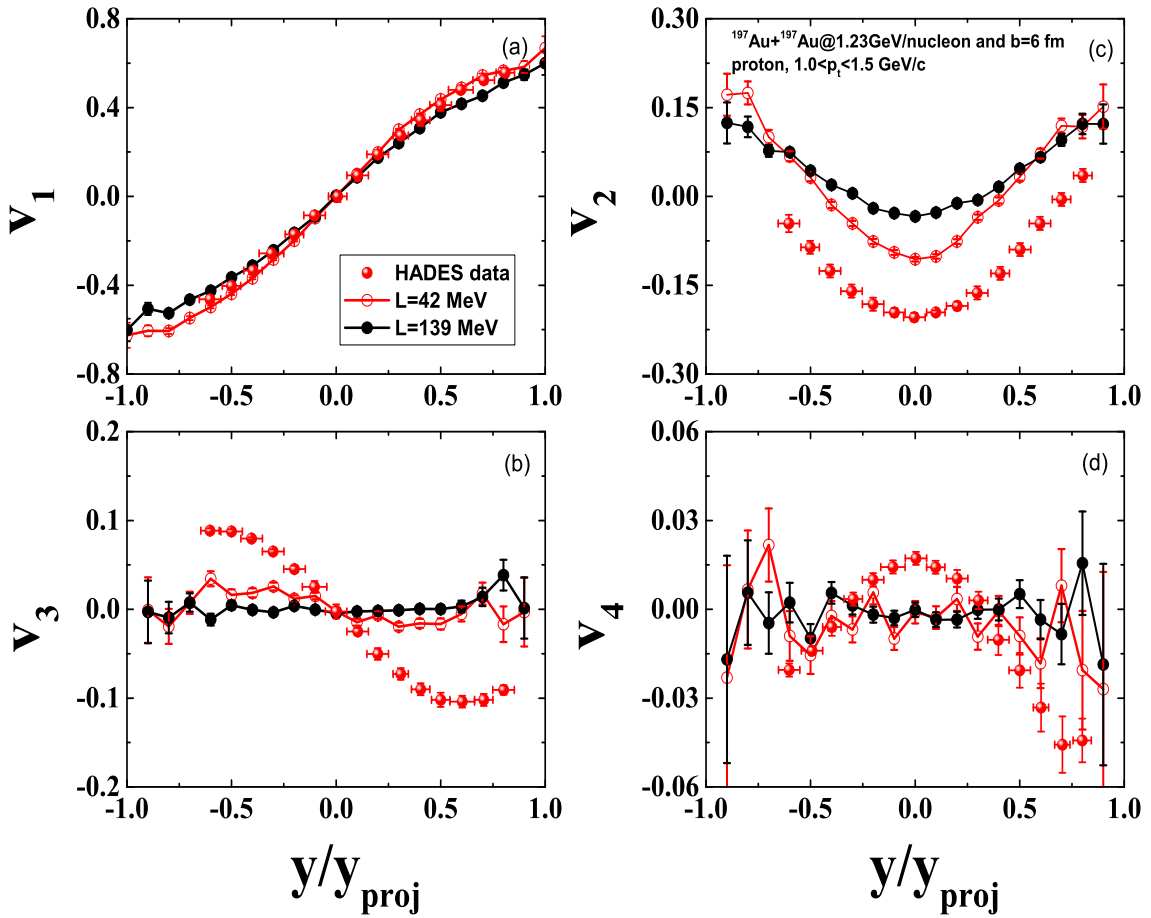 (a)
0.8
0.4
0.0
-0.4
-0.8
v1
HADES data
L=42 MeV
L=139 MeV
-1.0 -0.5 0.0 0.5 1.0
197Au+197Au@1.23GeV/nucleon and b=6 fm
proton, 1.0<pt<1.5 GeV/c
(c)
0.30
0.15
0.00
-0.15
-0.30
v2
-1.0 -0.5 0.0 0.5 1.0
(b)
0.2
0.1
0.0
-0.1
-0.2
v3
-1.0 -0.5 0.0 0.5 1.0
y/yproj
(d)
0.06
0.03
0.00
-0.03
-0.06
v4
-1.0 -0.5 0.0 0.5 1.0
y/yproj